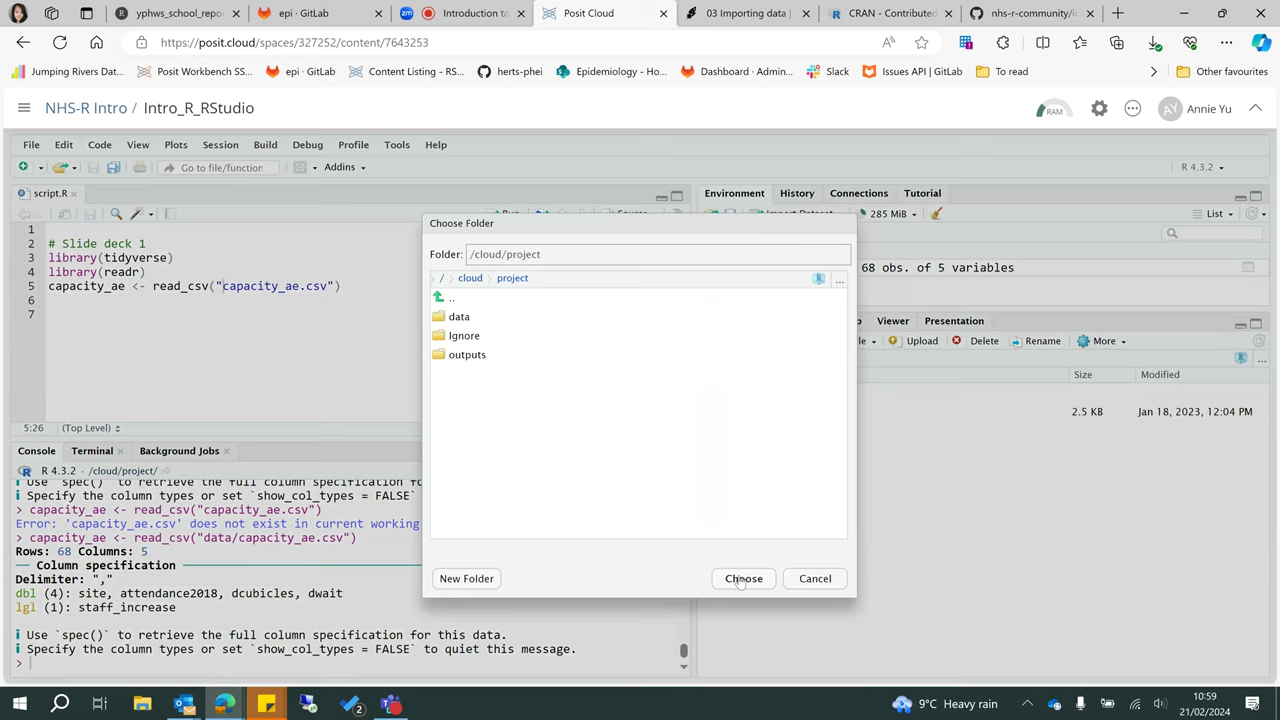 yphws_school_repo
epi · GitLab
Introduction to
Posit Cloud
03 Importing data |
CRAN - Contributed
nhs-r-community/i
https://posit.cloud/spaces/327252/content/7643253
Jumping Rivers Dat...
Posit Workbench SS...
epi · GitLab
Content Listing - RS...
herts-phei
Epidemiology - Ho...
Dashboard · Admin...
Slack
Issues API | GitLab
To read
Other favourites
NHS-R Intro / Intro_R_RStudio
RAM
AY
Annie Yu
File Edit Code View Plots Session Build Debug Profile Tools Help
Go to file/function
Addins
R 4.3.2
script.R
Environment History Connections Tutorial
285 MiB
List
1
2 # Slide deck 1
3 library(tidyverse)
4 library(readr)
5 capacity_ae <- read_csv("capacity_ae.csv")
6
7
5:26 (Top Level)
68 obs. of 5 variables
Viewer Presentation
Upload Delete Rename More
Size Modified
2.5 KB Jan 18, 2023, 12:04 PM
Choose Folder
Folder: /cloud/project
/ cloud project
...
..
data
Ignore
outputs
New Folder Choose Cancel
Console Terminal Background Jobs
R 4.3.2 · /cloud/project/
ℹ Use `spec()` to retrieve the full column
ℹ Specify the column types or set `show_col_types = FALSE`
> capacity_ae <- read_csv("capacity_ae.csv")
Error: 'capacity_ae.csv' does not exist in current working
> capacity_ae <- read_csv("data/capacity_ae.csv")
Rows: 68 Columns: 5
── Column specification
Delimiter: ","
dbl (4): site, attendance2018, dcubicles, dwait
lgl (1): staff_increase
ℹ Use `spec()` to retrieve the full column specification for this data.
ℹ Specify the column types or set `show_col_types = FALSE` to quiet this message.
>
9°C Heavy rain
10:59
21/02/2024